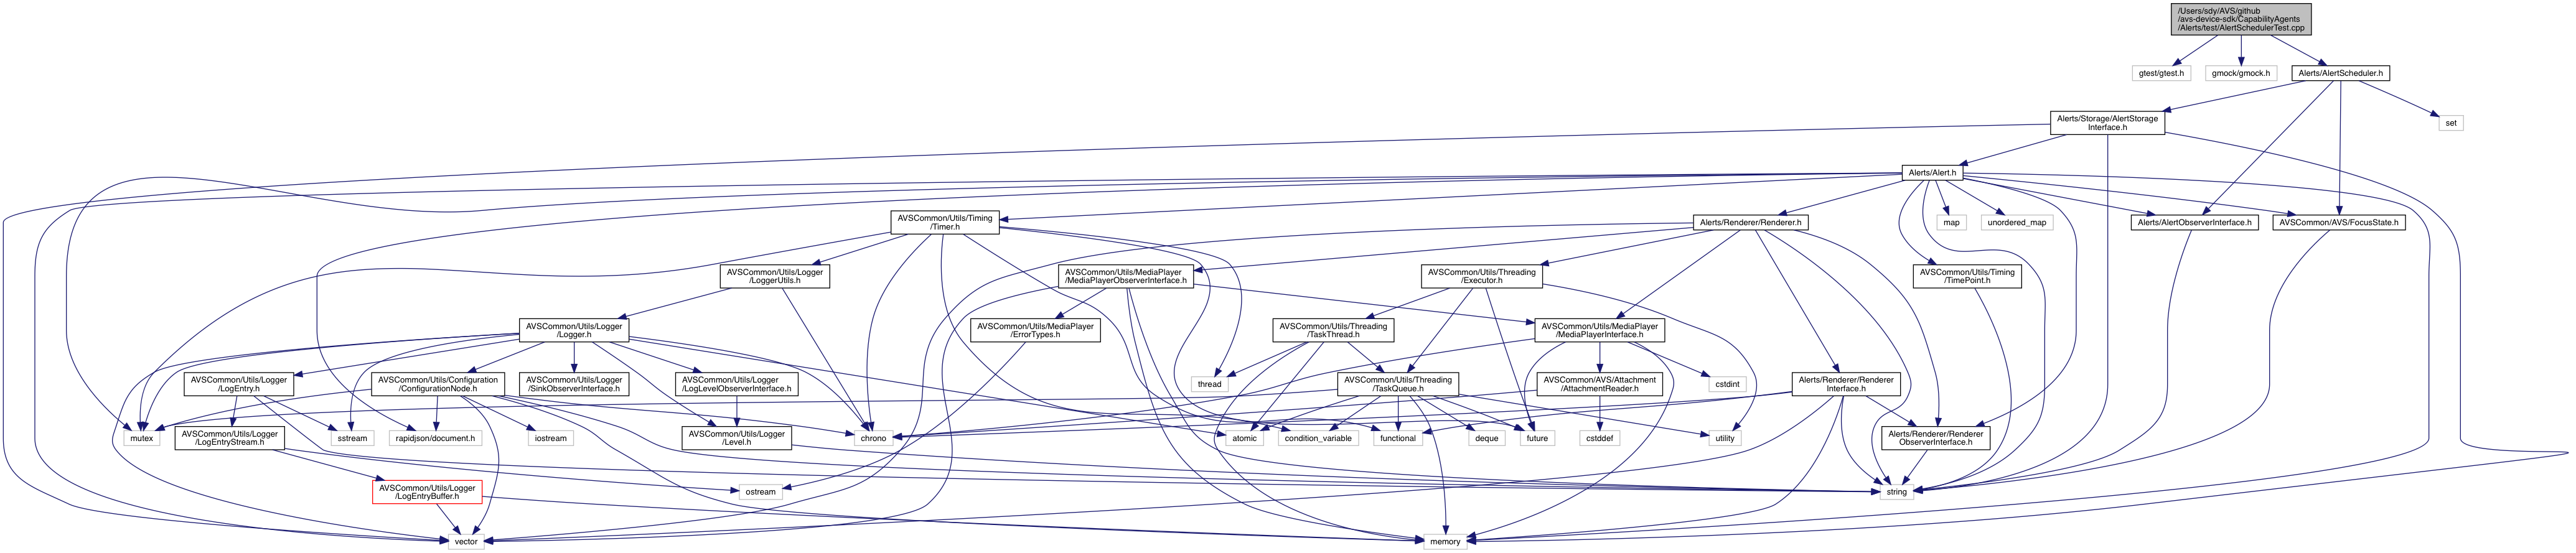 /Users/sdy/AVS/github
/avs-device-sdk/CapabilityAgents
/Alerts/test/AlertSchedulerTest.cpp
gtest/gtest.h
gmock/gmock.h
Alerts/AlertScheduler.h
Alerts/Storage/AlertStorage
Interface.h
set
Alerts/Alert.h
AVSCommon/Utils/Timing
/Timer.h
Alerts/Renderer/Renderer.h
map
unordered_map
Alerts/AlertObserverInterface.h
AVSCommon/AVS/FocusState.h
AVSCommon/Utils/Logger
/LoggerUtils.h
AVSCommon/Utils/MediaPlayer
/MediaPlayerObserverInterface.h
AVSCommon/Utils/Threading
/Executor.h
AVSCommon/Utils/Timing
/TimePoint.h
AVSCommon/Utils/Logger
/Logger.h
AVSCommon/Utils/MediaPlayer
/ErrorTypes.h
AVSCommon/Utils/Threading
/TaskThread.h
AVSCommon/Utils/MediaPlayer
/MediaPlayerInterface.h
AVSCommon/Utils/Logger
/LogEntry.h
AVSCommon/Utils/Configuration
/ConfigurationNode.h
AVSCommon/Utils/Logger
/SinkObserverInterface.h
AVSCommon/Utils/Logger
/LogLevelObserverInterface.h
thread
AVSCommon/Utils/Threading
/TaskQueue.h
AVSCommon/AVS/Attachment
/AttachmentReader.h
cstdint
Alerts/Renderer/Renderer
Interface.h
mutex
AVSCommon/Utils/Logger
/LogEntryStream.h
sstream
rapidjson/document.h
iostream
AVSCommon/Utils/Logger
/Level.h
chrono
atomic
condition_variable
functional
deque
future
cstddef
utility
Alerts/Renderer/Renderer
ObserverInterface.h
AVSCommon/Utils/Logger
/LogEntryBuffer.h
ostream
string
vector
memory